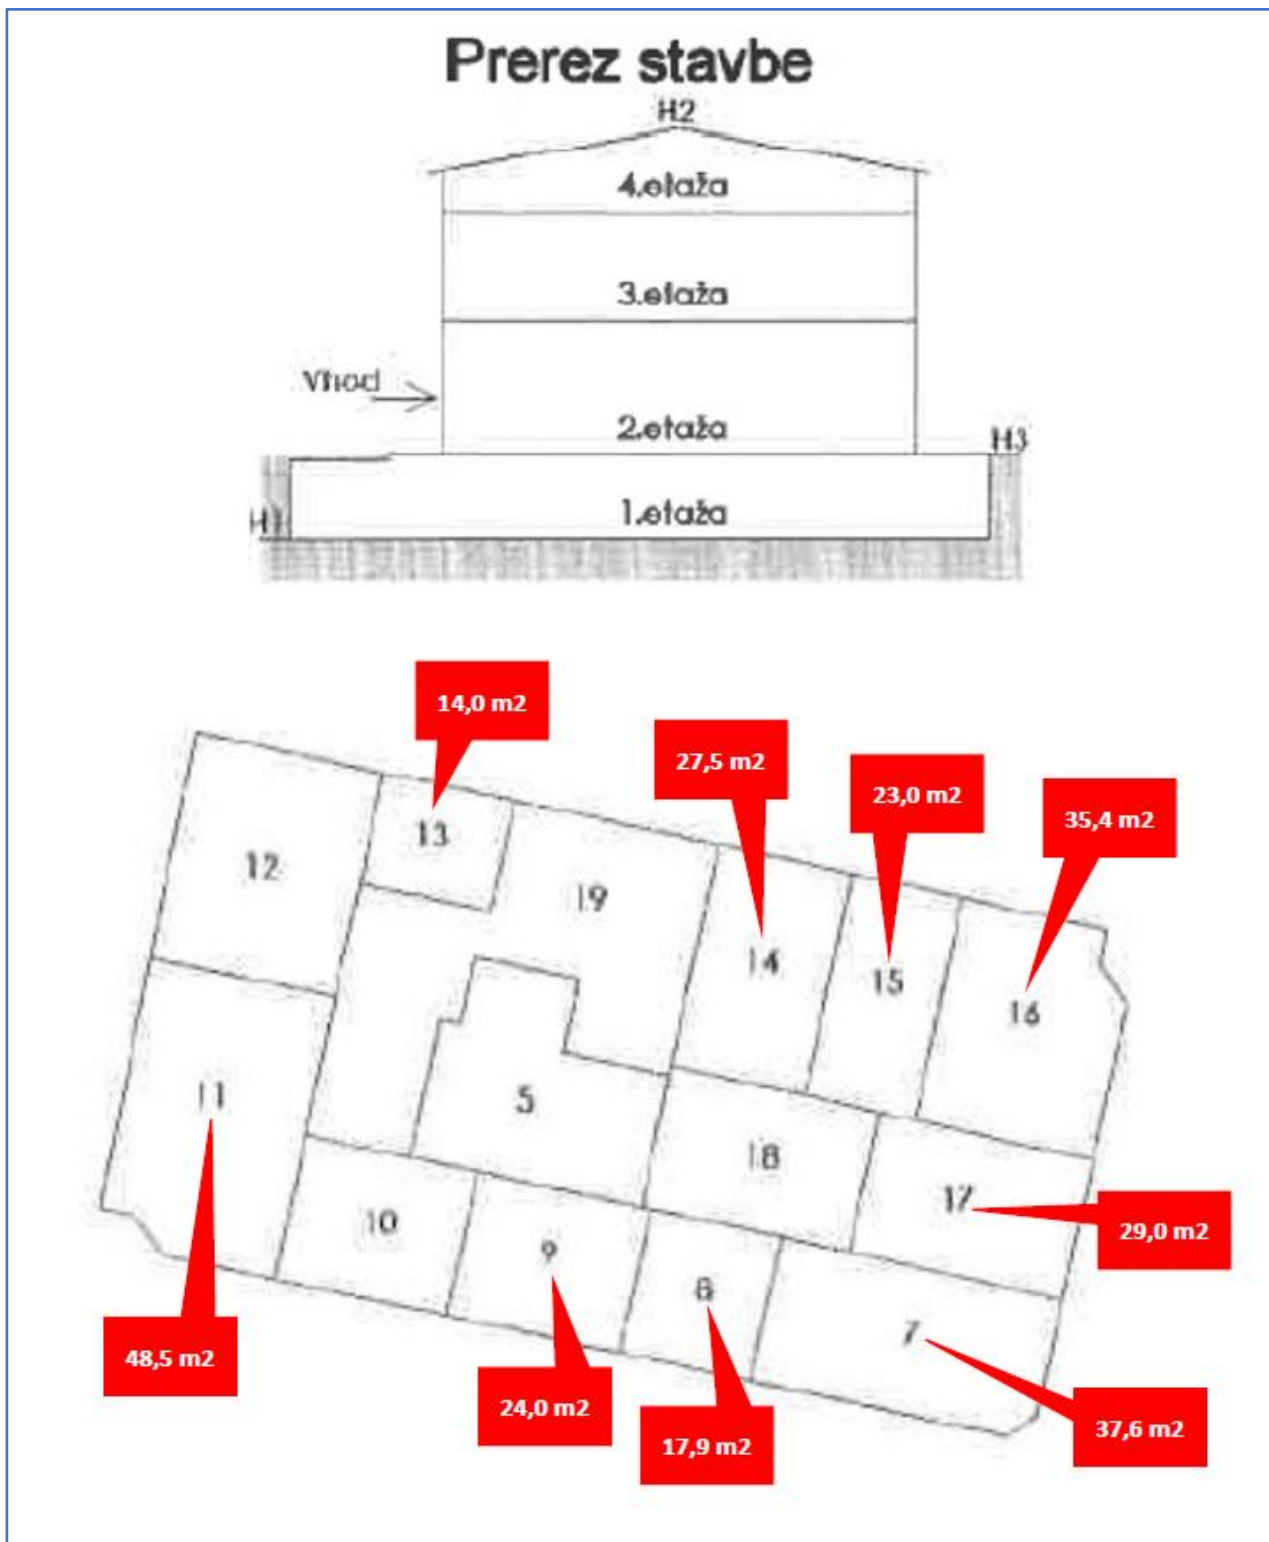 Prerez stavbe
H2
4.etaža
3.etaža
Vhod
2.etaža
H3
H1
1.etaža
14,0 m2
27,5 m2
23,0 m2
35,4 m2
13
12
19
14
15
16
11
5
18
17
29,0 m2
10
9
8
7
48,5 m2
24,0 m2
17,9 m2
37,6 m2